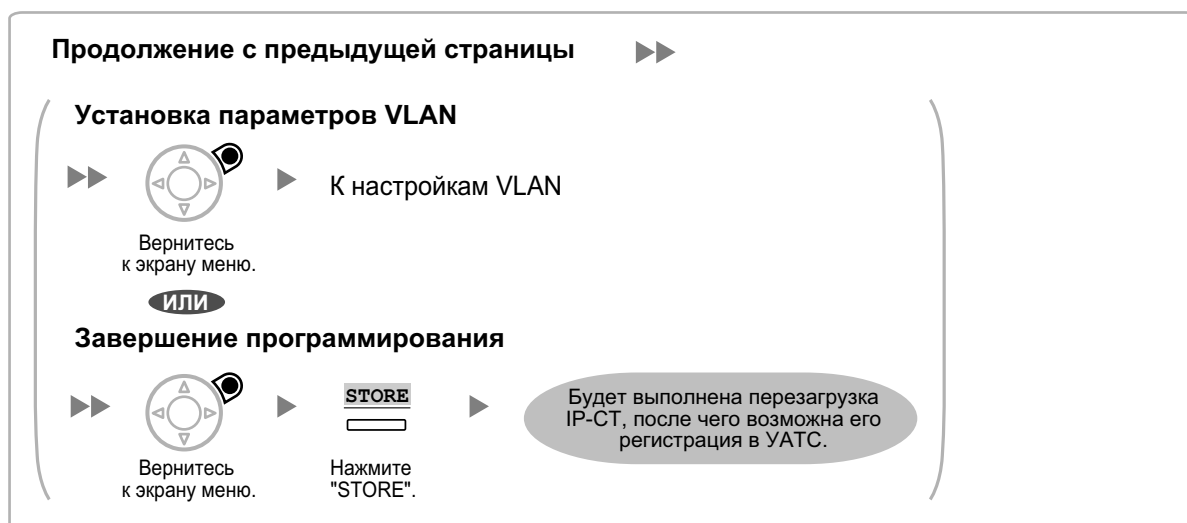 Продолжение с предыдущей страницы
Установка параметров VLAN
К настройкам VLAN
Вернитесь
к экрану меню.
ИЛИ
Завершение программирования
STORE
Будет выполнена перезагрузка
IP-СТ, после чего возможна его
регистрация в УАТС.
Вернитесь
к экрану меню.
Нажмите
"STORE".